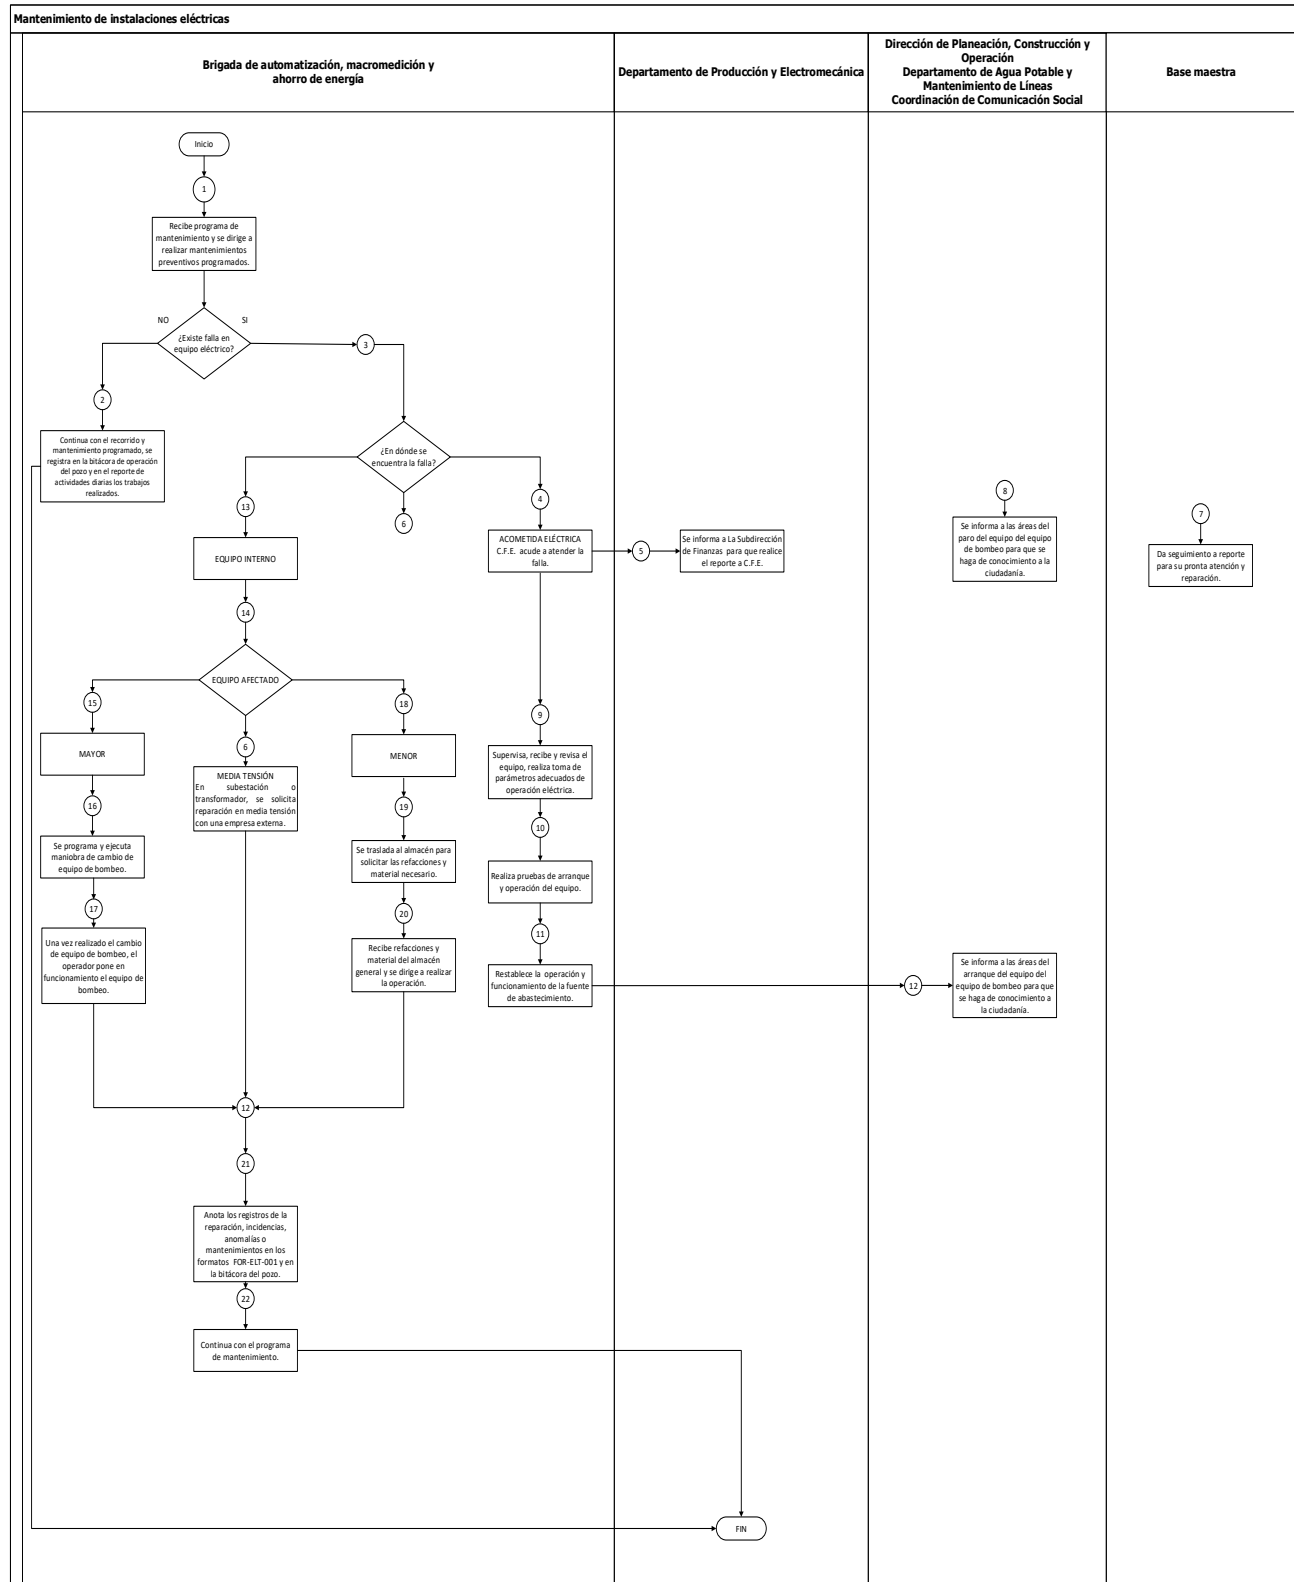 Mantenimiento de instalaciones eléctricas
Brigada de automatización, macromedición y
ahorro de energía
Departamento de Producción y Electromecánica
Dirección de Planeación, Construcción y
Operación
Departamento de Agua Potable y
Mantenimiento de Líneas
Coordinación de Comunicación Social
Base maestra
Inicio
1
Recibe programa de
mantenimiento y se dirige a
realizar mantenimientos
preventivos programados.
NO
SI
¿Existe falla en
equipo eléctrico?
3
2
Continua con el recorrido y
mantenimiento programado, se
registra en la bitácora de operación
del pozo y en el reporte de
actividades diarias los trabajos
realizados.
¿En dónde se
encuentra la falla?
13
6
4
8
7
EQUIPO INTERNO
ACOMETIDA ELÉCTRICA
C.F.E. acude a atender la
falla.
5
Se informa a La Subdirección
de Finanzas para que realice
el reporte a C.F.E.
Se informa a las áreas del
paro del equipo del equipo
de bombeo para que se
haga de conocimiento a la
ciudadanía.
Da seguimiento a reporte
para su pronta atención y
reparación.
14
EQUIPO AFECTADO
15
18
9
MAYOR
6
MENOR
MEDIA TENSIÓN
En subestación o
transformador, se solicita
reparación en media tensión
con una empresa externa.
Supervisa, recibe y revisa el
equipo, realiza toma de
parámetros adecuados de
operación eléctrica.
16
19
10
Se programa y ejecuta
maniobra de cambio de
equipo de bombeo.
Se traslada al almacén para
solicitar las refacciones y
material necesario.
Realiza pruebas de arranque
y operación del equipo.
17
20
11
Una vez realizado el cambio
de equipo de bombeo, el
operador pone en
funcionamiento el equipo de
bombeo.
Recibe refacciones y
material del almacén
general y se dirige a realizar
la operación.
Restablece la operación y
funcionamiento de la fuente
de abastecimiento.
12
Se informa a las áreas del
arranque del equipo del
equipo de bombeo para que
se haga de conocimiento a
la ciudadanía.
12
21
Anota los registros de la
reparación, incidencias,
anomalías o
mantenimientos en los
formatos FOR-ELT-001 y en
la bitácora del pozo.
22
Continua con el programa
de mantenimiento.
FIN